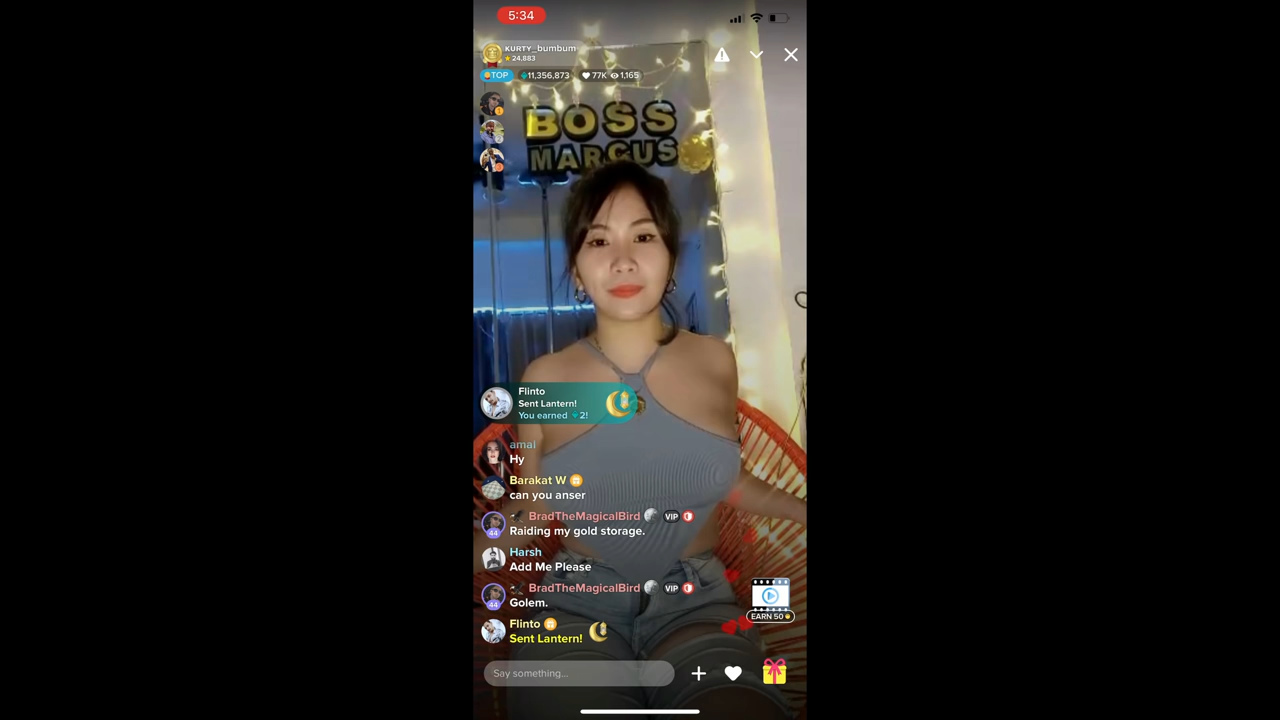 5:34
KURTY_bumbum
24,883
TOP 11,356,873 77K 1,165
BOSS
MARCUS
Flinto
Sent Lantern!
You earned 2!
amal
Hy
Barakat W
can you anser
BradTheMagicalBird VIP
44
Raiding my gold storage.
Harsh
Add Me Please
BradTheMagicalBird VIP
44
Golem.
EARN 50
Flinto
Sent Lantern!
Say something...